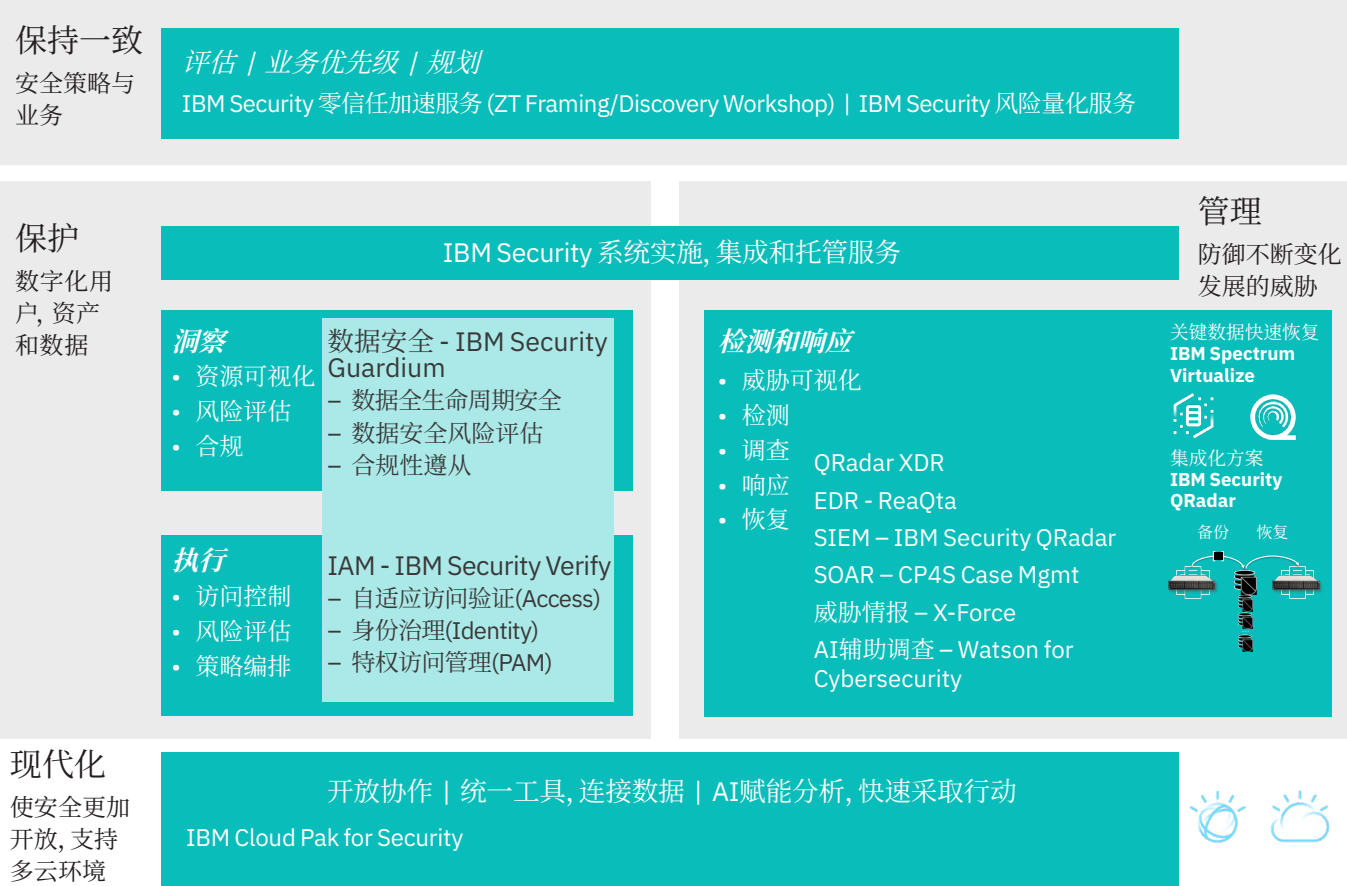 保持一致
安全策略与
业务
评估 | 业务优先级 | 规划
IBM Security 零信任加速服务 (ZT Framing/Discovery Workshop) | IBM Security 风险量化服务
保护
数字化用
户, 资产
和数据
IBM Security 系统实施, 集成和托管服务
管理
防御不断变化
发展的威胁
洞察
• 资源可视化
• 风险评估
• 合规
数据安全 - IBM Security
Guardium
– 数据全生命周期安全
– 数据安全风险评估
– 合规性遵从
执行
• 访问控制
• 风险评估
• 策略编排
IAM - IBM Security Verify
– 自适应访问验证(Access)
– 身份治理(Identity)
– 特权访问管理(PAM)
检测和响应
• 威胁可视化
• 检测
• 调查
• 响应
• 恢复
QRadar XDR
EDR - ReaQta
SIEM – IBM Security QRadar
SOAR – CP4S Case Mgmt
威胁情报 – X-Force
AI辅助调查 – Watson for
Cybersecurity
关键数据快速恢复
IBM Spectrum
Virtualize
集成化方案
IBM Security
QRadar
备份 恢复
现代化
使安全更加
开放, 支持
多云环境
开放协作 | 统一工具, 连接数据 | AI赋能分析, 快速采取行动
IBM Cloud Pak for Security